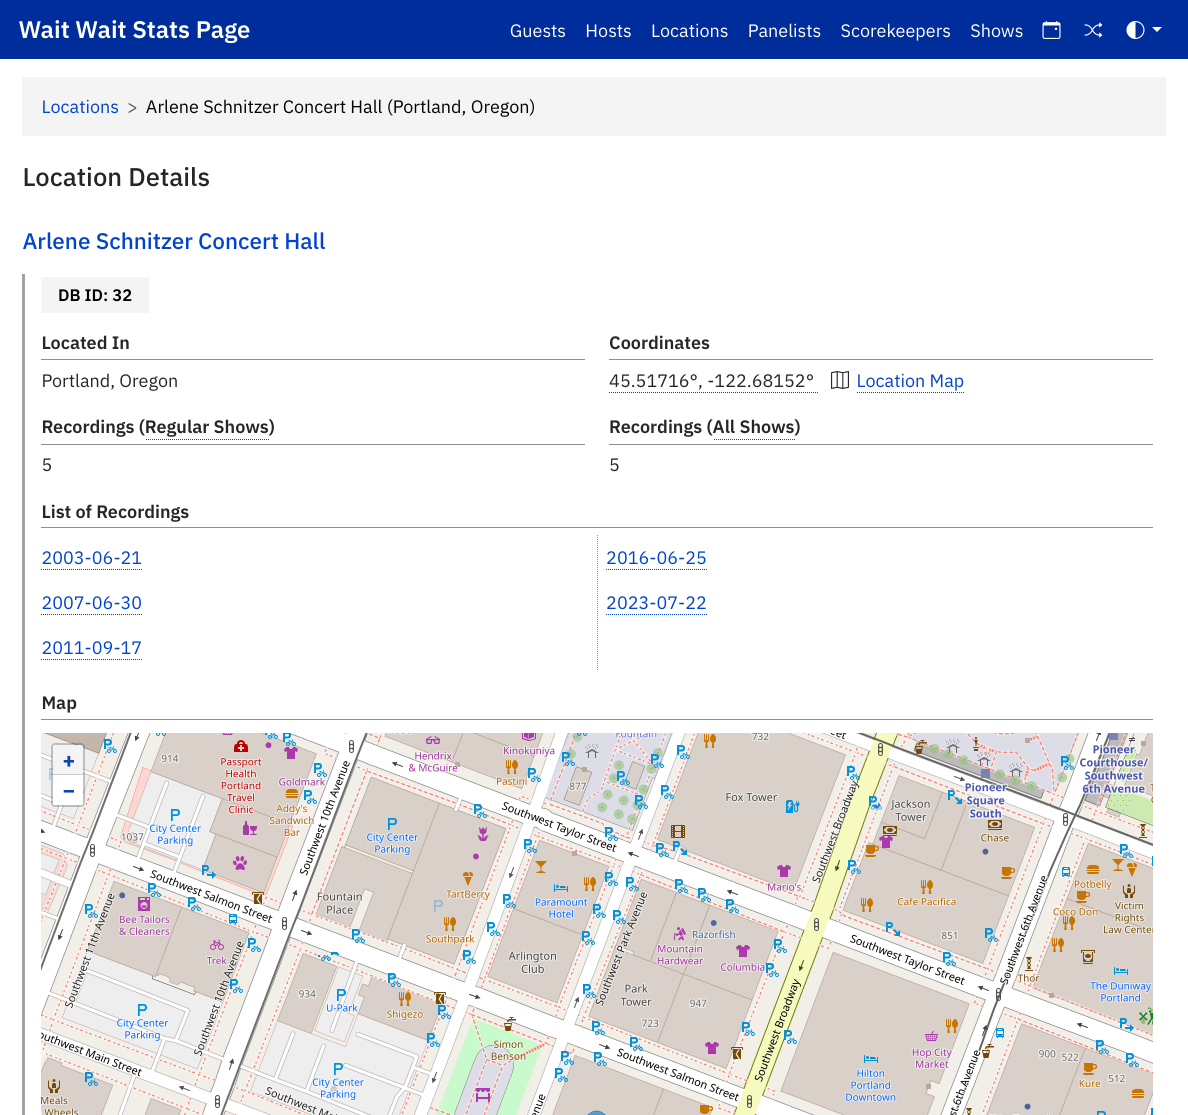 Wait Wait Stats Page
Guests Hosts Locations Panelists Scorekeepers Shows
Locations > Arlene Schnitzer Concert Hall (Portland, Oregon)
Location Details
Arlene Schnitzer Concert Hall
DB ID: 32
Located In
Portland, Oregon
Coordinates
45.51716°, -122.68152° Location Map
Recordings (Regular Shows)
5
Recordings (All Shows)
5
List of Recordings
2003-06-21
2007-06-30
2011-09-17
2016-06-25
2023-07-22
Map
+
−
914
Passport
Health
Portland
Travel
Clinic
Goldmark
Addy's
Sandwich
Bar
1037
City Center
Parking
Southwest 10th Avenue
Hendrix
& McGuire
Kinokuniya
Pastini
877
Fountain
732
Fox Tower
Southwest Taylor Street
City Center
Parking
Southwest Broadway
Jackson
Tower
Pioneer
Square
South
Chase
Pioneer
Courthouse/
Southwest
6th Avenue
Mario's
Southwest Salmon Street
Fountain
Place
TartBerry
Paramount
Hotel
Southpark
Cafe Pacifica
Potbelly
Coco Don
Victim
Rights
Law Center
Bee Tailors
& Cleaners
Southwest 11th Avenue
Trek
Southwest 10th Avenue
Arlington
Club
Southwest Park Avenue
Razorfish
Mountain
Hardwear
Columbia
851
Southwest Taylor Street
Southwest 6th Avenue
Thor
The Duniway
Portland
934
U-Park
Shigezo
Park
Tower
947
723
City Center
Parking
Southwest Broadway
Simon
Benson
Southwest Salmon Street
Hop City
Market
Hilton
Portland
Downtown
900
522
Kure
512
outhwest Main Street
City Center
Parking
Meals
Wheels
Southwest Ma
t 6th Avenue